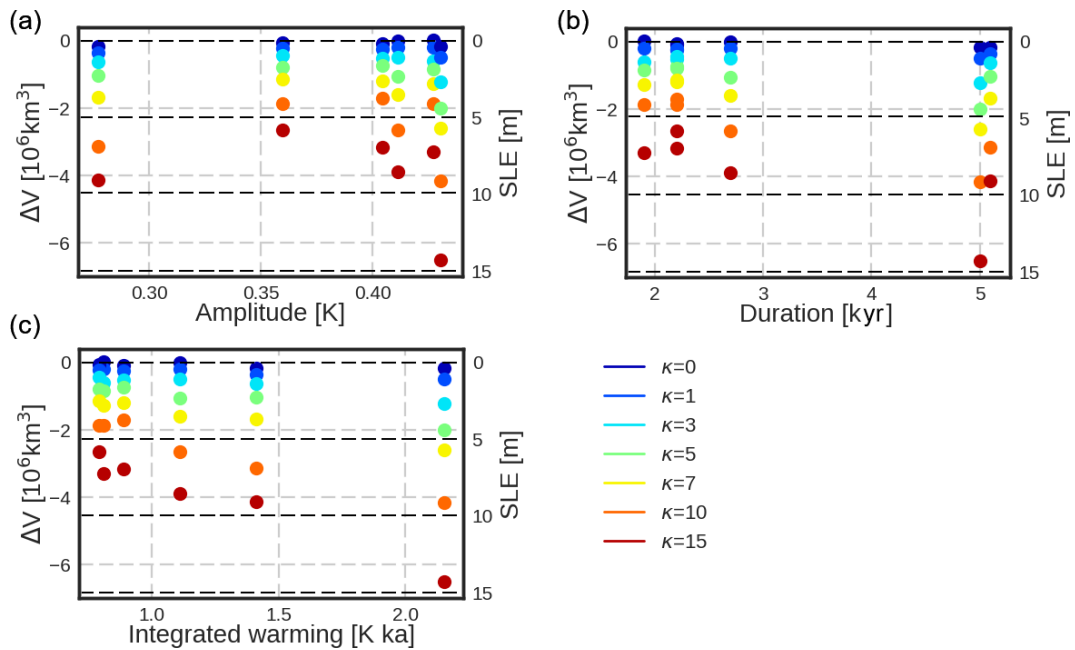 (a)
0
−2
−4
−6
ΔV [10⁶km³]
0
5
10
15
SLE [m]
0.30
0.35
0.40
Amplitude [K]
(b)
0
−2
−4
−6
ΔV [10⁶km³]
0
5
10
15
SLE [m]
2
3
4
5
Duration [kyr]
(c)
0
−2
−4
−6
ΔV [10⁶km³]
0
5
10
15
SLE [m]
1.0
1.5
2.0
Integrated warming [K ka]
κ=0
κ=1
κ=3
κ=5
κ=7
κ=10
κ=15